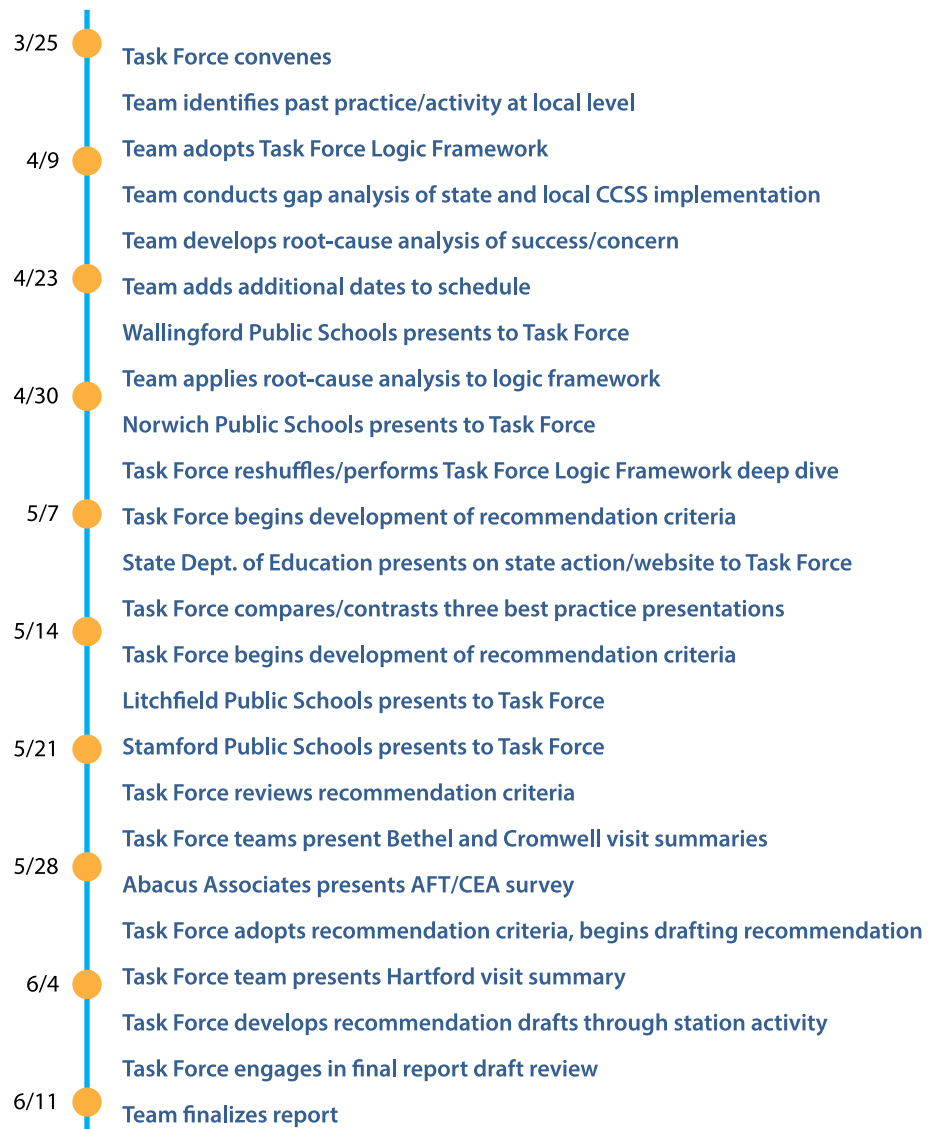 3/25
Task Force convenes
Team identifies past practice/activity at local level
4/9
Team adopts Task Force Logic Framework
Team conducts gap analysis of state and local CCSS implementation
Team develops root-cause analysis of success/concern
4/23
Team adds additional dates to schedule
Wallingford Public Schools presents to Task Force
Team applies root-cause analysis to logic framework
4/30
Norwich Public Schools presents to Task Force
Task Force reshuffles/performs Task Force Logic Framework deep dive
5/7
Task Force begins development of recommendation criteria
State Dept. of Education presents on state action/website to Task Force
Task Force compares/contrasts three best practice presentations
5/14
Task Force begins development of recommendation criteria
Litchfield Public Schools presents to Task Force
5/21
Stamford Public Schools presents to Task Force
Task Force reviews recommendation criteria
Task Force teams present Bethel and Cromwell visit summaries
5/28
Abacus Associates presents AFT/CEA survey
Task Force adopts recommendation criteria, begins drafting recommendation
6/4
Task Force team presents Hartford visit summary
Task Force develops recommendation drafts through station activity
Task Force engages in final report draft review
6/11
Team finalizes report